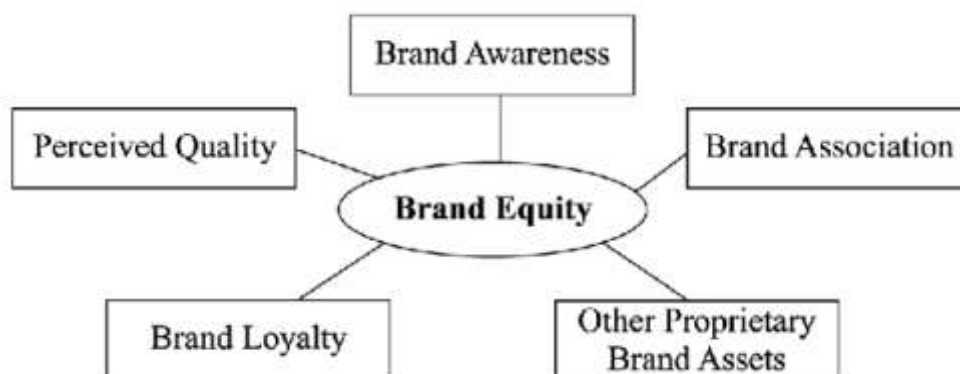 Brand Awareness
Perceived Quality
Brand Association
Brand Equity
Brand Loyalty
Other Proprietary
Brand Assets